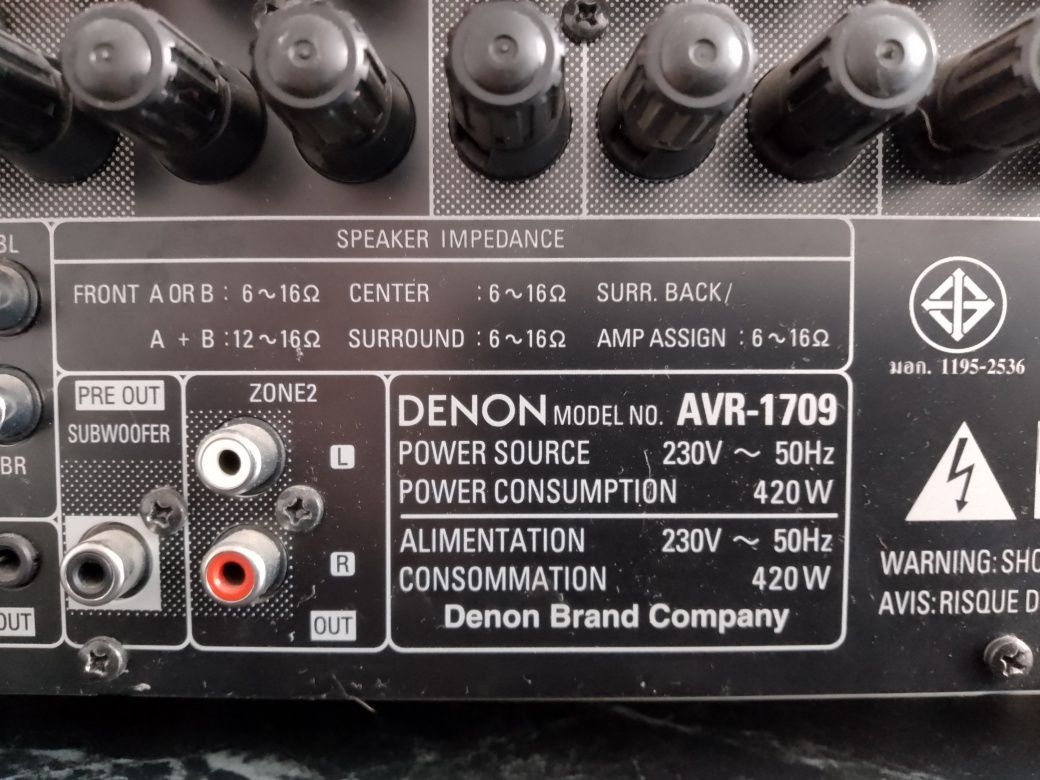 SPEAKER IMPEDANCE
FRONT A OR B : 6～16Ω CENTER : 6～16Ω SURR. BACK/
A + B : 12～16Ω SURROUND : 6～16Ω AMP ASSIGN : 6～16Ω
BL
BR
OUT
PRE OUT
SUBWOOFER
ZONE2
L
R
OUT
DENON MODEL NO. AVR-1709
POWER SOURCE 230V ～ 50Hz
POWER CONSUMPTION 420W
ALIMENTATION 230V ～ 50Hz
CONSOMMATION 420W
Denon Brand Company
มอก. 1195-2536
WARNING: SHO
AVIS: RISQUE D